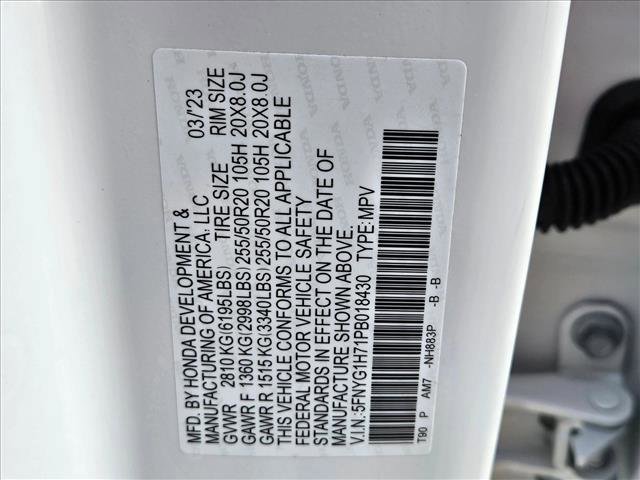 MFD. BY HONDA DEVELOPMENT &
MANUFACTURING OF AMERICA, LLC 03/'23
GVWR 2810 KG(6195LBS) TIRE SIZE RIM SIZE
GAWR F 1360 KG(2998LBS) 255/50R20 105H 20X8.0J
GAWR R 1515 KG(3340LBS) 255/50R20 105H 20X8.0J
THIS VEHICLE CONFORMS TO ALL APPLICABLE
FEDERAL MOTOR VEHICLE SAFETY
STANDARDS IN EFFECT ON THE DATE OF
MANUFACTURE SHOWN ABOVE.
V.I.N.: 5FNYG1H71PB018430 TYPE: MPV
T90 P AM7 -NH883P -B -B